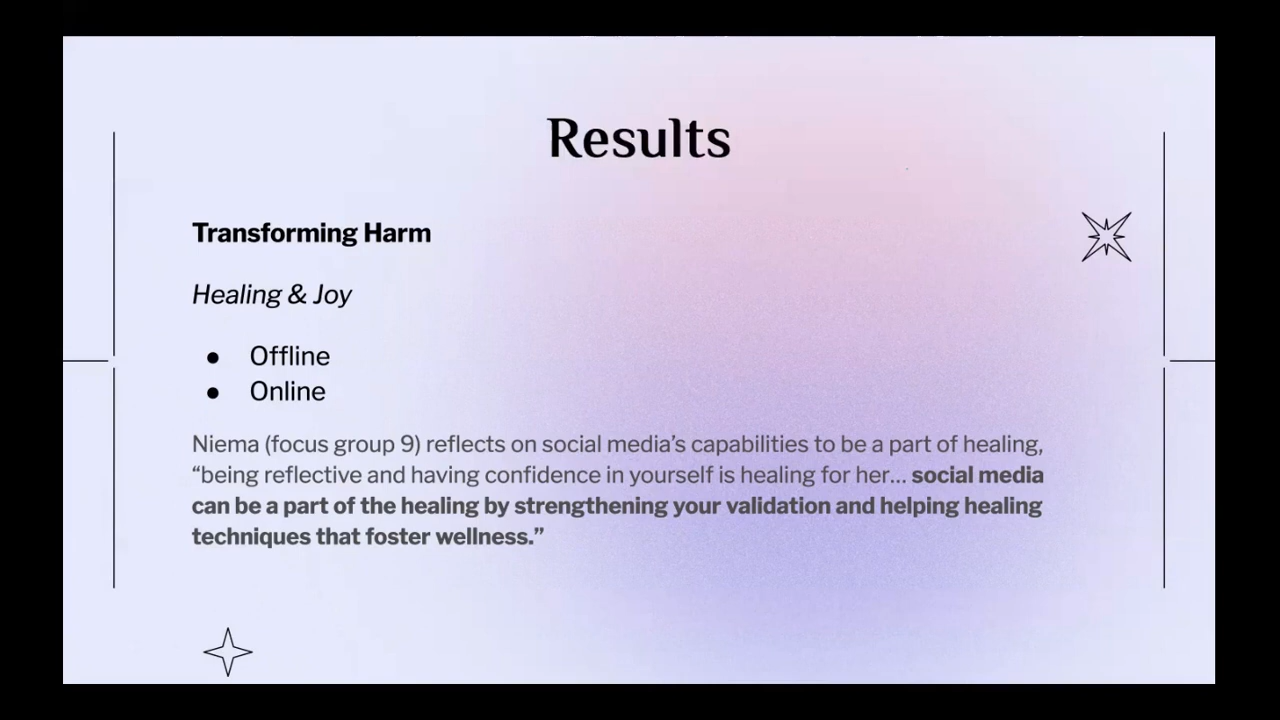 Results
Transforming Harm
Healing & Joy
● Offline
● Online
Niema (focus group 9) reflects on social media’s capabilities to be a part of healing,
“being reflective and having confidence in yourself is healing for her… social media
can be a part of the healing by strengthening your validation and helping healing
techniques that foster wellness.”